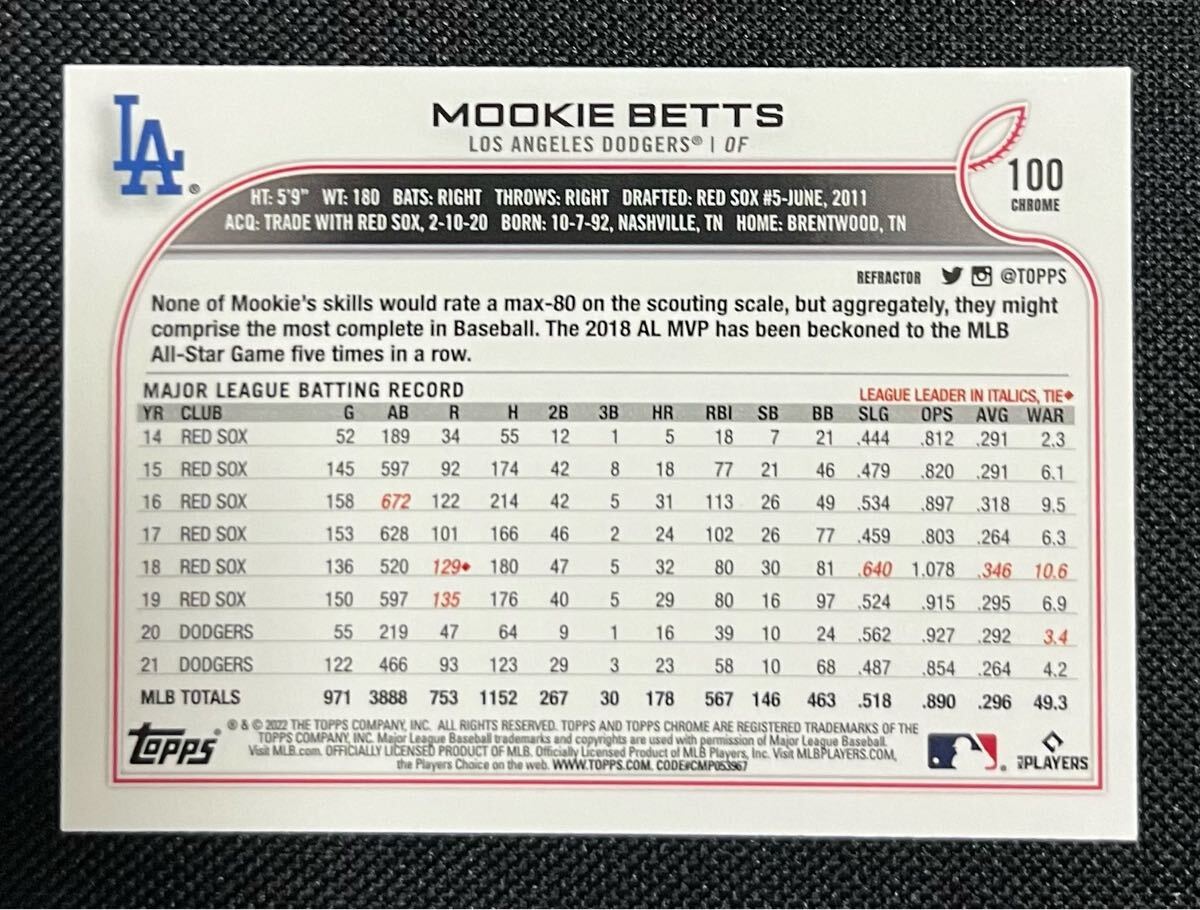 LA®
MOOKIE BETTS
LOS ANGELES DODGERS® | OF
100
CHROME
HT: 5'9" WT: 180 BATS: RIGHT THROWS: RIGHT DRAFTED: RED SOX #5-JUNE, 2011
ACQ: TRADE WITH RED SOX, 2-10-20 BORN: 10-7-92, NASHVILLE, TN HOME: BRENTWOOD, TN
REFRACTOR @TOPPS
None of Mookie's skills would rate a max-80 on the scouting scale, but aggregately, they might
comprise the most complete in Baseball. The 2018 AL MVP has been beckoned to the MLB
All-Star Game five times in a row.
MAJOR LEAGUE BATTING RECORD LEAGUE LEADER IN ITALICS, TIE◆
YR CLUB G AB R H 2B 3B HR RBI SB BB SLG OPS AVG WAR
14 RED SOX 52 189 34 55 12 1 5 18 7 21 .444 .812 .291 2.3
15 RED SOX 145 597 92 174 42 8 18 77 21 46 .479 .820 .291 6.1
16 RED SOX 158 672 122 214 42 5 31 113 26 49 .534 .897 .318 9.5
17 RED SOX 153 628 101 166 46 2 24 102 26 77 .459 .803 .264 6.3
18 RED SOX 136 520 129◆ 180 47 5 32 80 30 81 .640 1.078 .346 10.6
19 RED SOX 150 597 135 176 40 5 29 80 16 97 .524 .915 .295 6.9
20 DODGERS 55 219 47 64 9 1 16 39 10 24 .562 .927 .292 3.4
21 DODGERS 122 466 93 123 29 3 23 58 10 68 .487 .854 .264 4.2
MLB TOTALS 971 3888 753 1152 267 30 178 567 146 463 .518 .890 .296 49.3
Topps
® & © 2022 THE TOPPS COMPANY, INC. ALL RIGHTS RESERVED. TOPPS AND TOPPS CHROME ARE REGISTERED TRADEMARKS OF THE
TOPPS COMPANY, INC. Major League Baseball trademarks and copyrights are used with permission of Major League Baseball.
Visit MLB.com. OFFICIALLY LICENSED PRODUCT OF MLB. Officially Licensed Product of MLB Players, Inc. Visit MLBPLAYERS.COM,
the Players Choice on the web. WWW.TOPPS.COM. CODE#CMP053967
PLAYERS